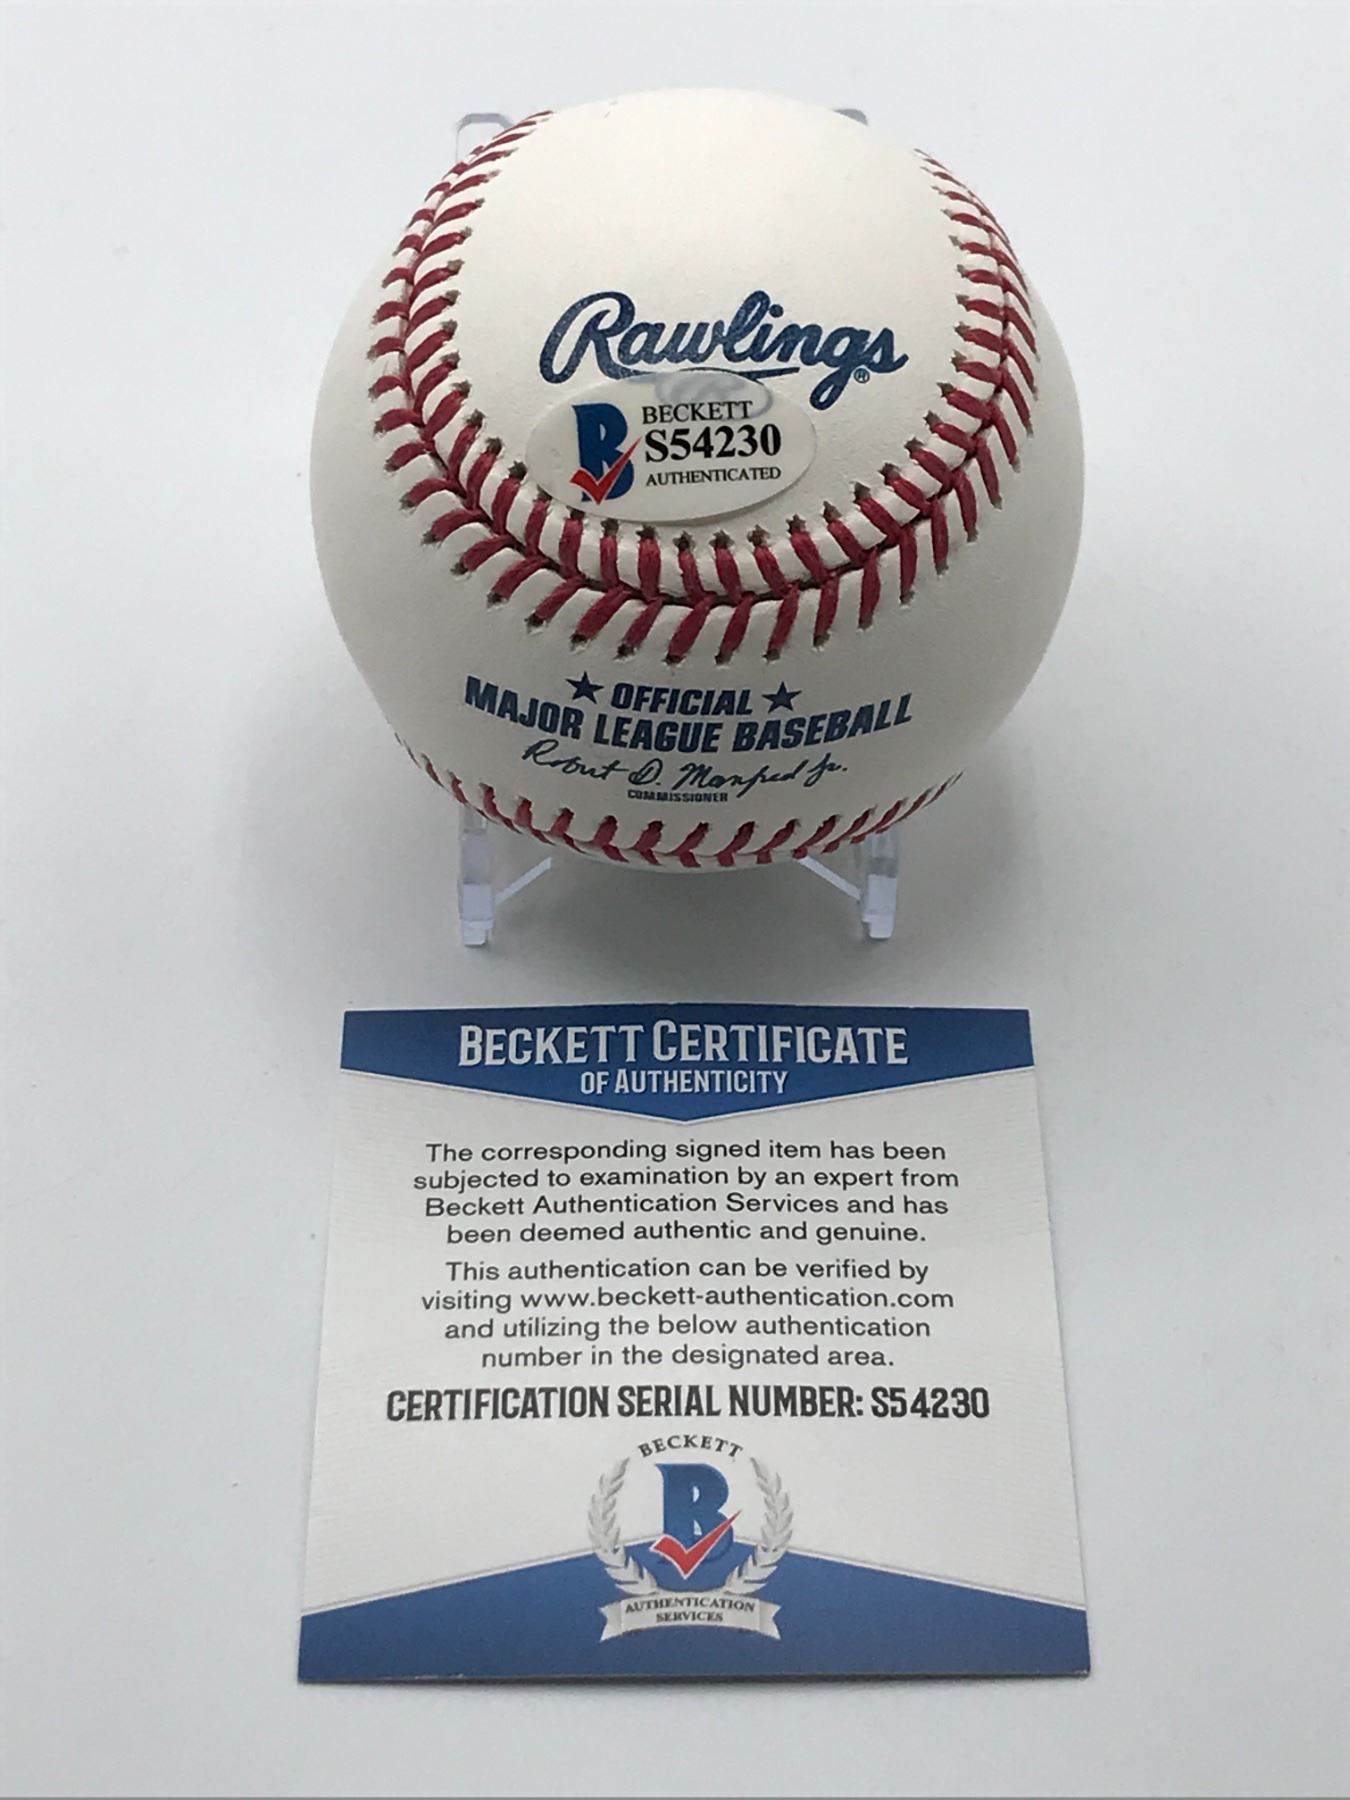 Rawlings®
BECKETT
S54230
AUTHENTICATED
★ OFFICIAL ★
MAJOR LEAGUE BASEBALL
Robert D. Manfred Jr.
COMMISSIONER
BECKETT CERTIFICATE
OF AUTHENTICITY
The corresponding signed item has been
subjected to examination by an expert from
Beckett Authentication Services and has
been deemed authentic and genuine.
This authentication can be verified by
visiting www.beckett-authentication.com
and utilizing the below authentication
number in the designated area.
CERTIFICATION SERIAL NUMBER: S54230
BECKETT
B
AUTHENTICATION
SERVICES